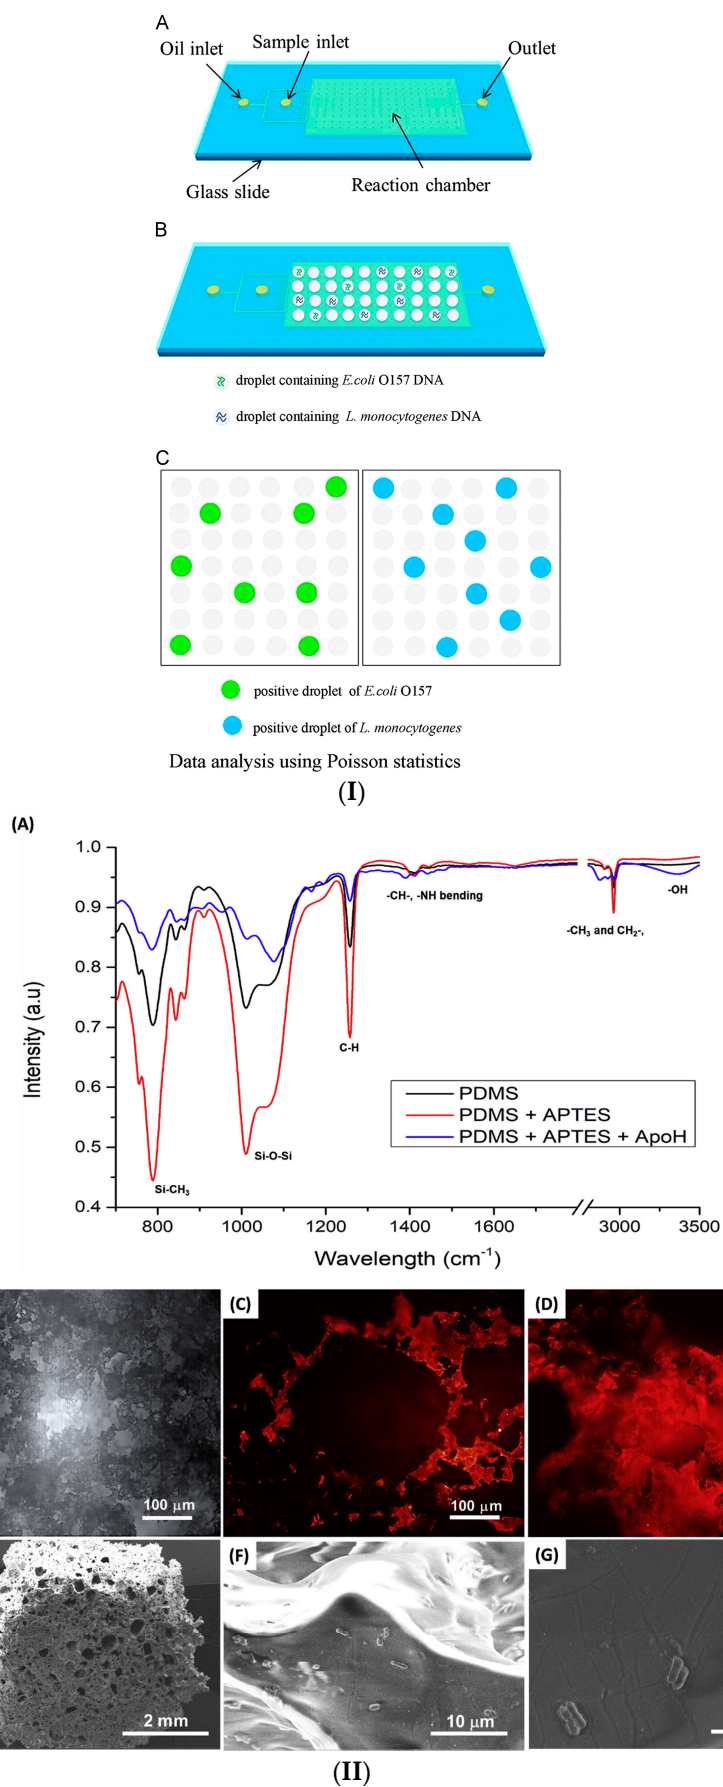 A
Oil inlet
Sample inlet
Outlet
Glass slide
Reaction chamber
B
droplet containing E.coli O157 DNA
droplet containing L. monocytogenes DNA
C
positive droplet of E.coli O157
positive droplet of L. monocytogenes
Data analysis using Poisson statistics
(I)
(A)
1.0
0.9
0.8
0.7
0.6
0.5
0.4
Intensity (a.u)
-CH-, -NH bending
-OH
-CH3 and CH2-,
C-H
PDMS
PDMS + APTES
PDMS + APTES + ApoH
Si-O-Si
Si-CH3
800 1000 1200 1400 1600 3000 3500
Wavelength (cm-1)
(C)
(D)
100 µm
100 µm
(F)
(G)
2 mm
10 µm
(II)